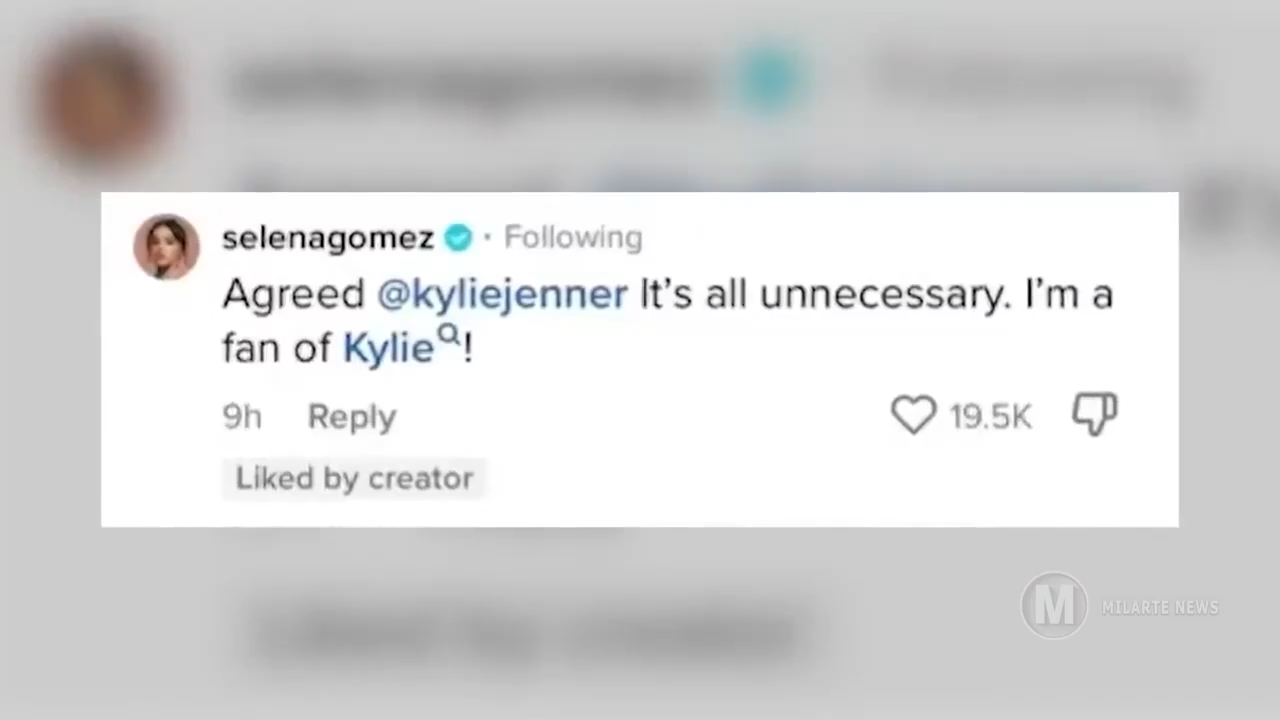 selenagomez · Following
Agreed @kyliejenner It's all unnecessary. I'm a
fan of Kylie!
9h Reply 19.5K
Liked by creator
M MILARTE NEWS